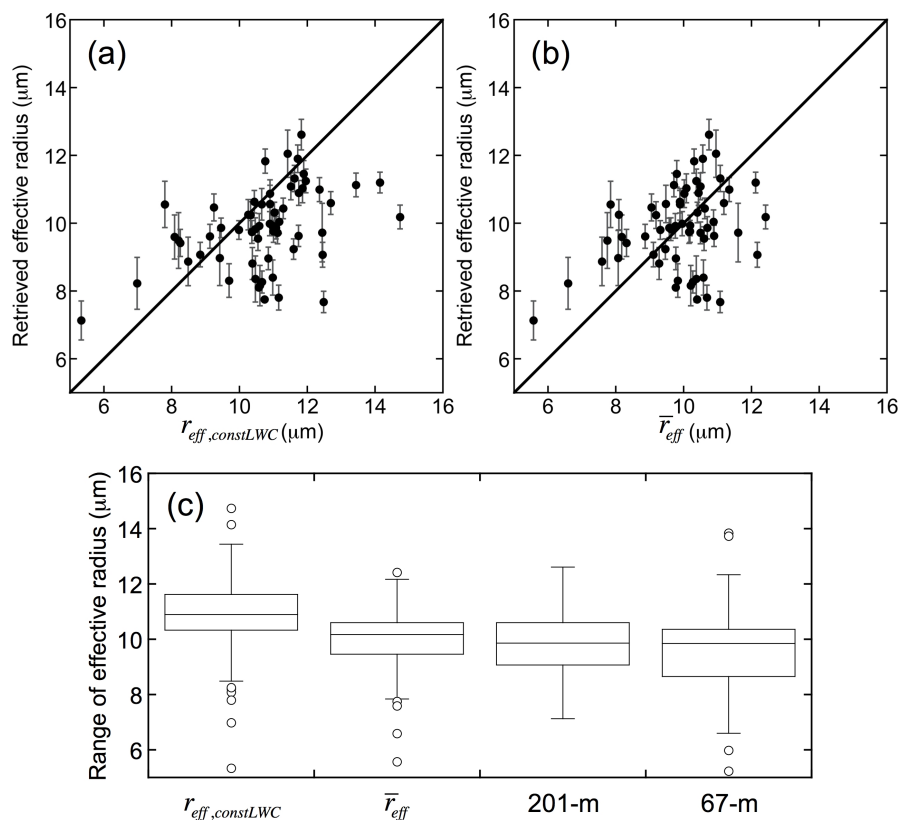 16
14
12
10
8
6
Retrieved effective radius (μm)
(a)
6 8 10 12 14 16
r_eff,constLWC (μm)
16
14
12
10
8
6
Retrieved effective radius (μm)
(b)
6 8 10 12 14 16
r̅_eff (μm)
16
14
12
10
8
6
Range of effective radius (μm)
(c)
r_eff,constLWC r̅_eff 201-m 67-m